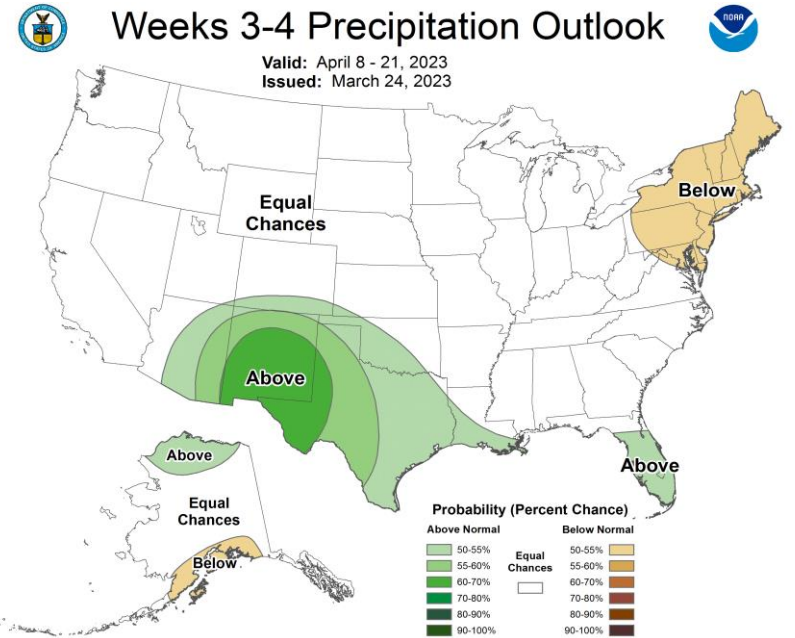 Weeks 3-4 Precipitation Outlook
NOAA
Valid: April 8 - 21, 2023
Issued: March 24, 2023
Below
Equal
Chances
Above
Above
Above
Equal
Chances
Below
Probability (Percent Chance)
Above Normal
50-55%
55-60%
60-70%
70-80%
80-90%
90-100%
Equal
Chances
Below Normal
50-55%
55-60%
60-70%
70-80%
80-90%
90-100%